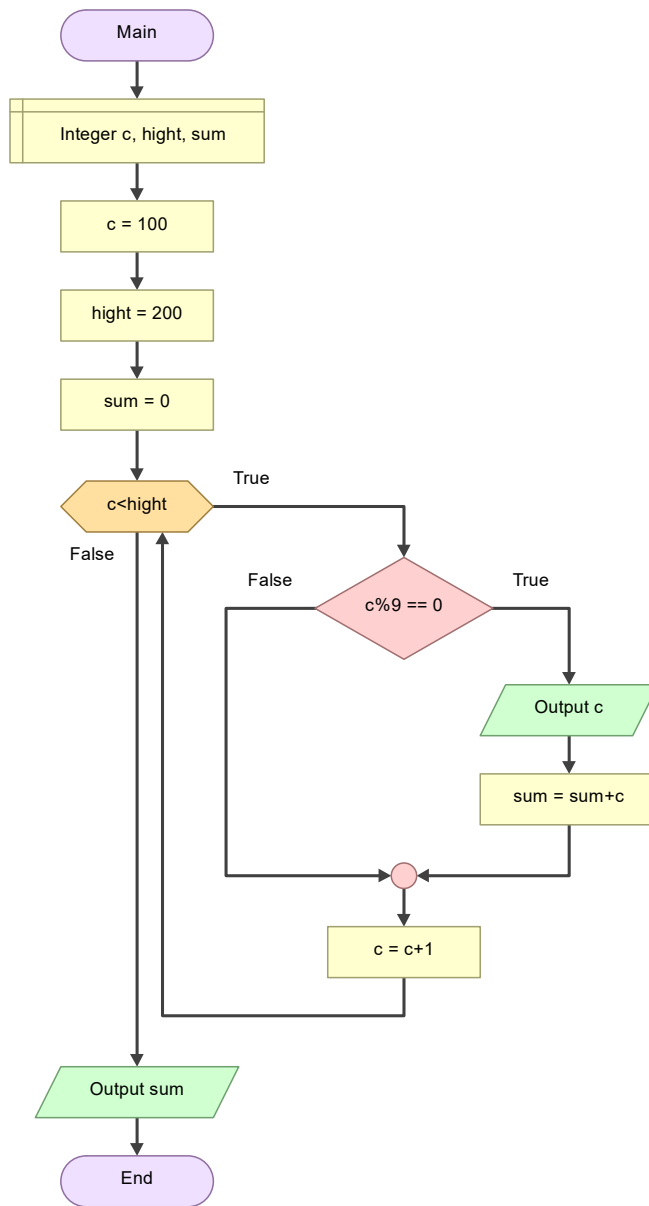 Main
Integer c, hight, sum
c = 100
hight = 200
sum = 0
c<hight
True
False
c%9 == 0
False
True
Output c
sum = sum+c
c = c+1
Output sum
End